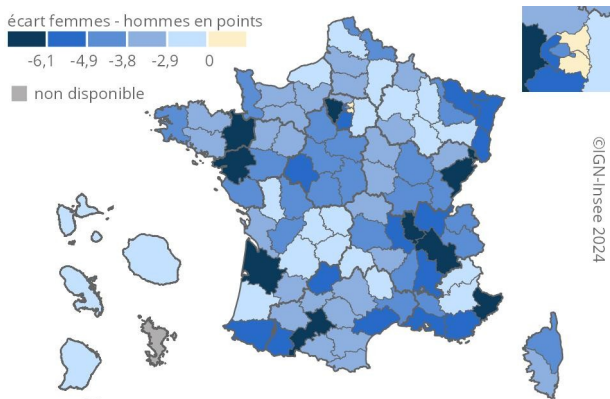 écart femmes - hommes en points
-6,1 -4,9 -3,8 -2,9 0
non disponible
©IGN-Insee 2024